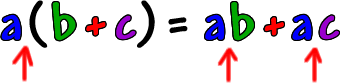 a(b+c) = ab+ac